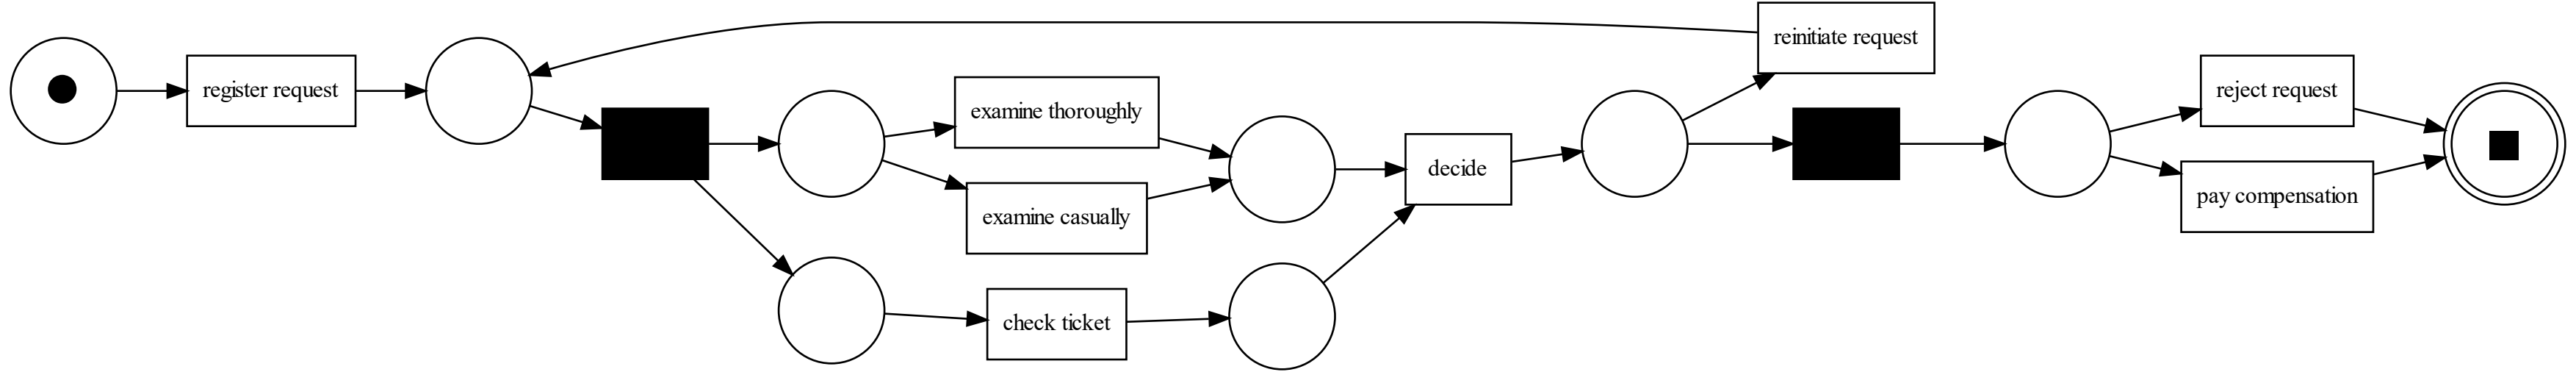 register request
examine thoroughly
examine casually
check ticket
decide
reinitiate request
reject request
pay compensation